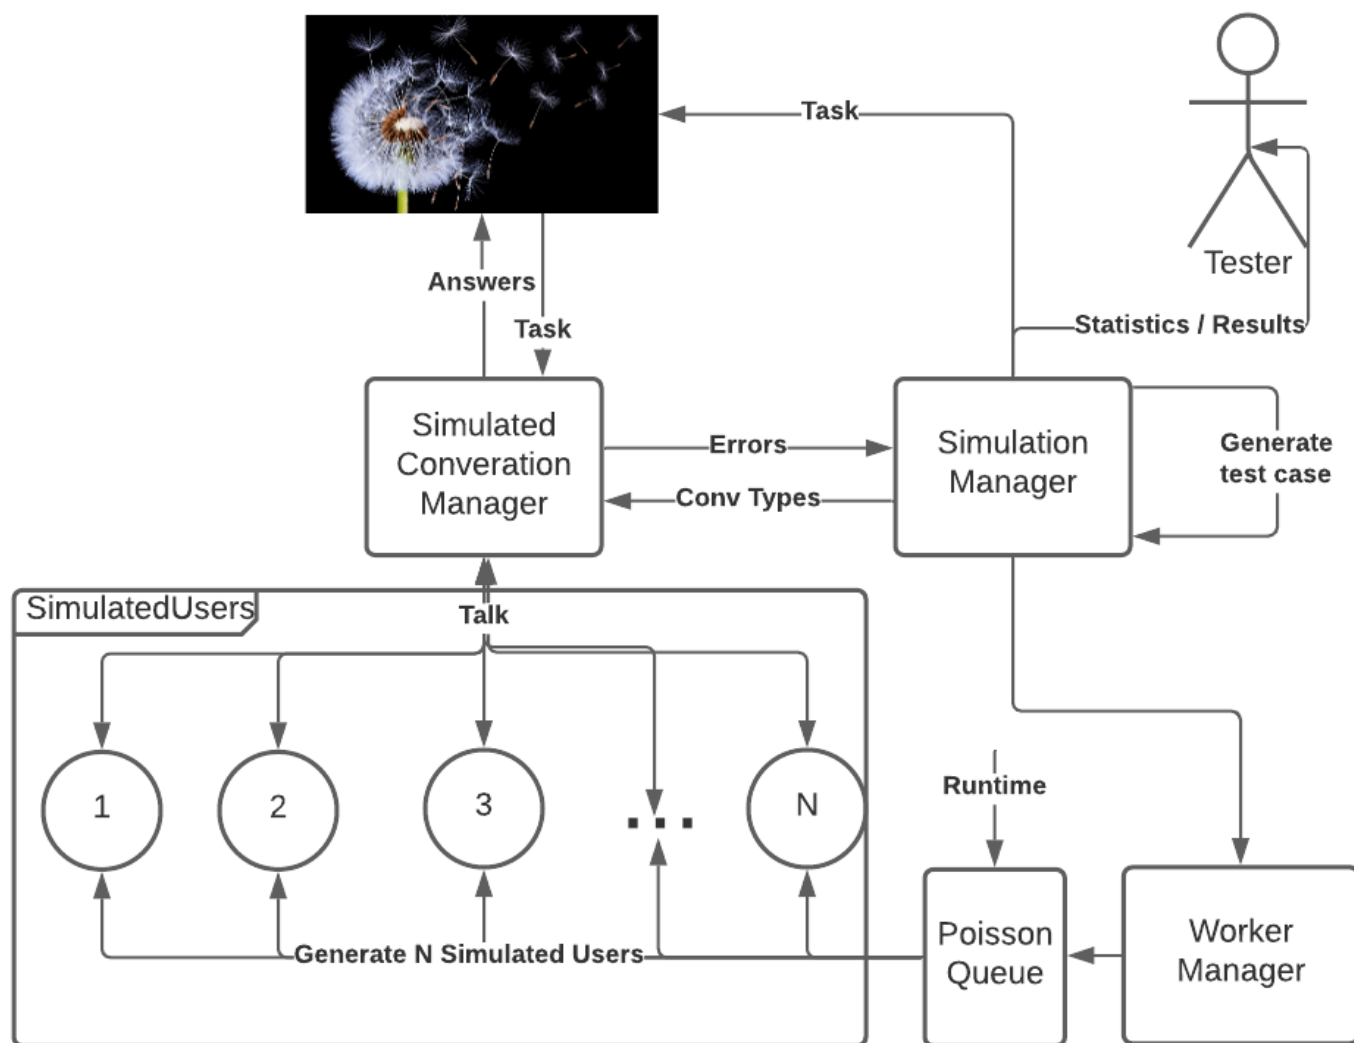 Task
Tester
Answers
Task
Statistics / Results
Simulated
Converation
Manager
Errors
Conv Types
Simulation
Manager
Generate
test case
SimulatedUsers
Talk
1
2
3
...
N
Runtime
Generate N Simulated Users
Poisson
Queue
Worker
Manager